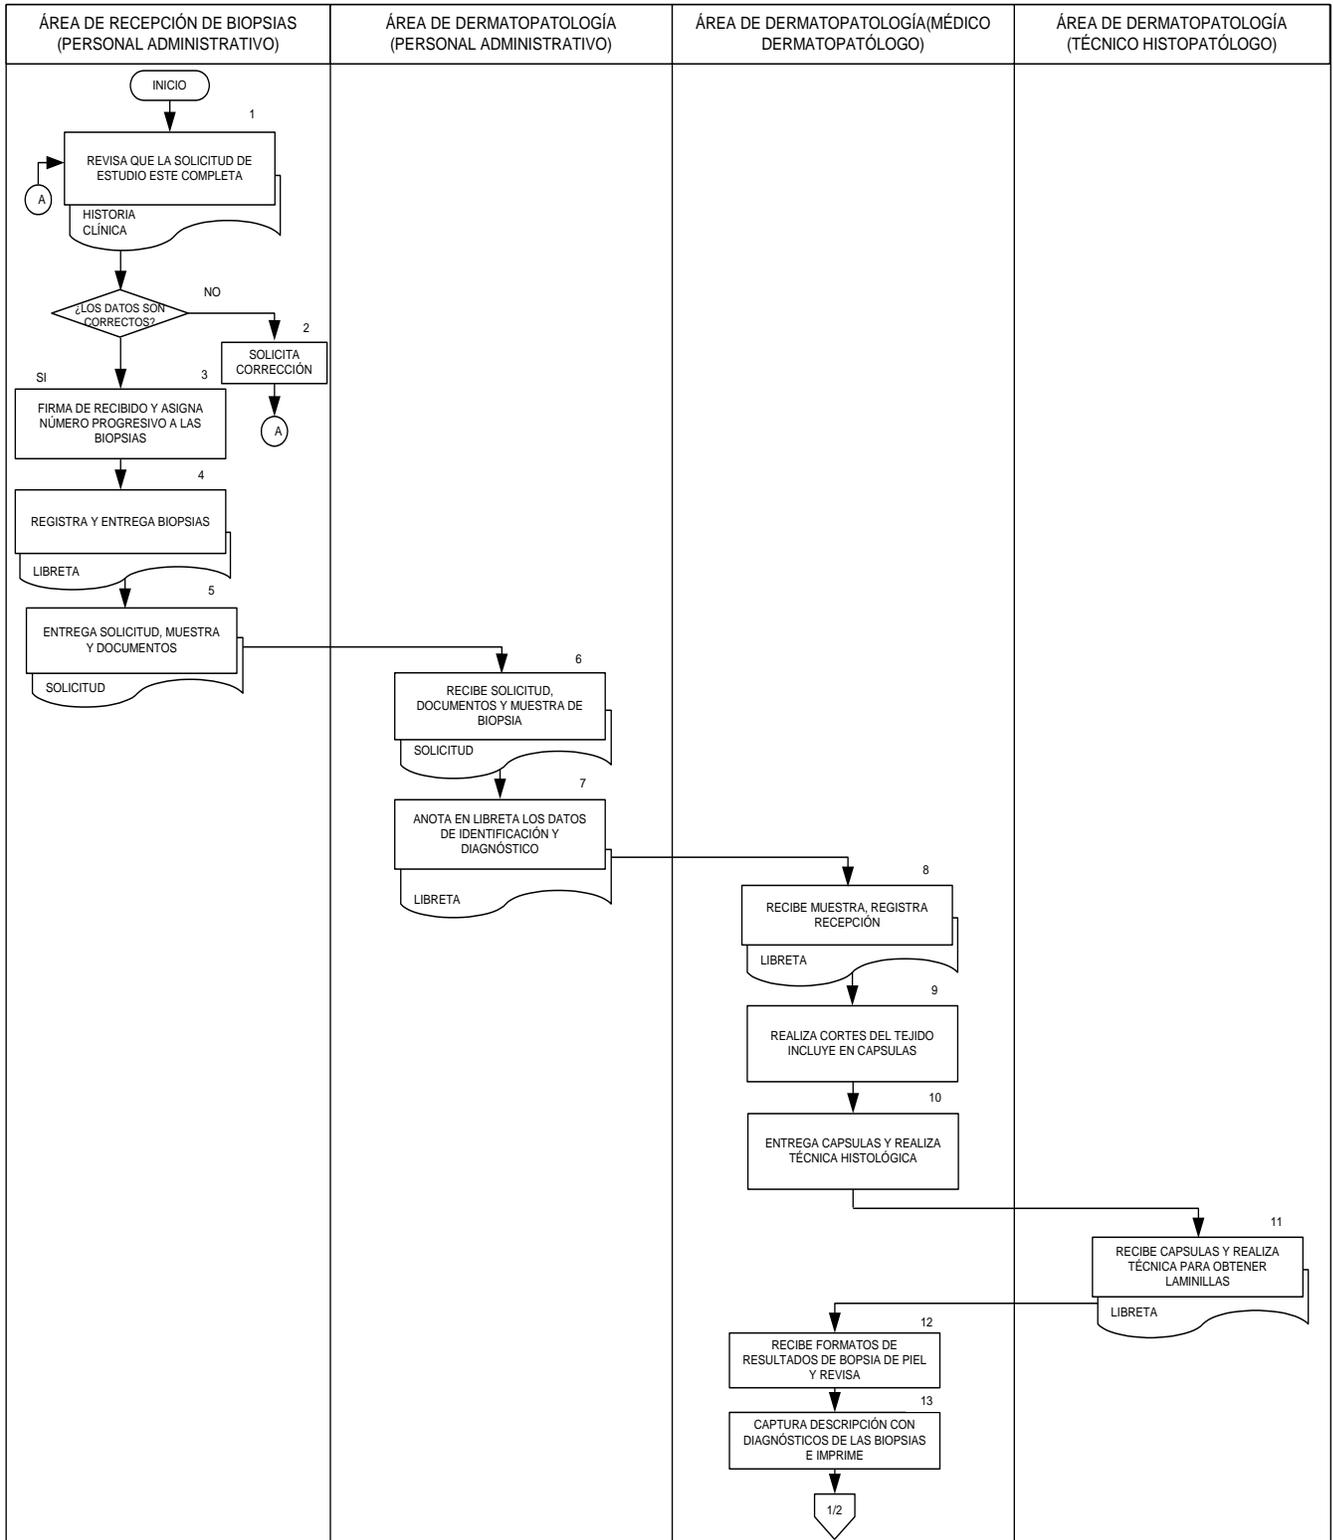 ÁREA DE RECEPCIÓN DE BIOPSIAS
(PERSONAL ADMINISTRATIVO)
ÁREA DE DERMATOPATOLOGÍA
(PERSONAL ADMINISTRATIVO)
ÁREA DE DERMATOPATOLOGÍA(MÉDICO
DERMATOPATÓLOGO)
ÁREA DE DERMATOPATOLOGÍA
(TÉCNICO HISTOPATÓLOGO)
INICIO
1
REVISA QUE LA SOLICITUD DE
ESTUDIO ESTE COMPLETA
A
HISTORIA
CLÍNICA
¿LOS DATOS SON
CORRECTOS?
NO
2
SOLICITA
CORRECCIÓN
A
SI
3
FIRMA DE RECIBIDO Y ASIGNA
NÚMERO PROGRESIVO A LAS
BIOPSIAS
4
REGISTRA Y ENTREGA BIOPSIAS
LIBRETA
5
ENTREGA SOLICITUD, MUESTRA
Y DOCUMENTOS
SOLICITUD
6
RECIBE SOLICITUD,
DOCUMENTOS Y MUESTRA DE
BIOPSIA
SOLICITUD
7
ANOTA EN LIBRETA LOS DATOS
DE IDENTIFICACIÓN Y
DIAGNÓSTICO
LIBRETA
8
RECIBE MUESTRA, REGISTRA
RECEPCIÓN
LIBRETA
9
REALIZA CORTES DEL TEJIDO
INCLUYE EN CAPSULAS
10
ENTREGA CAPSULAS Y REALIZA
TÉCNICA HISTOLÓGICA
11
RECIBE CAPSULAS Y REALIZA
TÉCNICA PARA OBTENER
LAMINILLAS
LIBRETA
12
RECIBE FORMATOS DE
RESULTADOS DE BOPSIA DE PIEL
Y REVISA
13
CAPTURA DESCRIPCIÓN CON
DIAGNÓSTICOS DE LAS BIOPSIAS
E IMPRIME
1/2